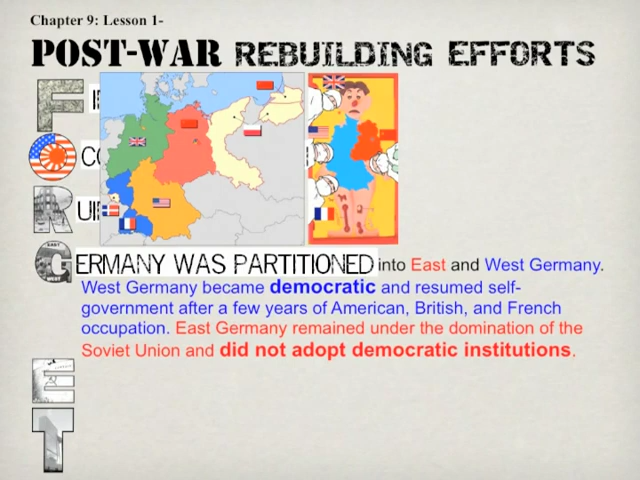 Chapter 9: Lesson 1-
POST-WAR REBUILDING EFFORTS
F
CO
R UI
GERMANY WAS PARTITIONED into East and West Germany.
West Germany became democratic and resumed self-
government after a few years of American, British, and French
occupation. East Germany remained under the domination of the
Soviet Union and did not adopt democratic institutions.
E
T